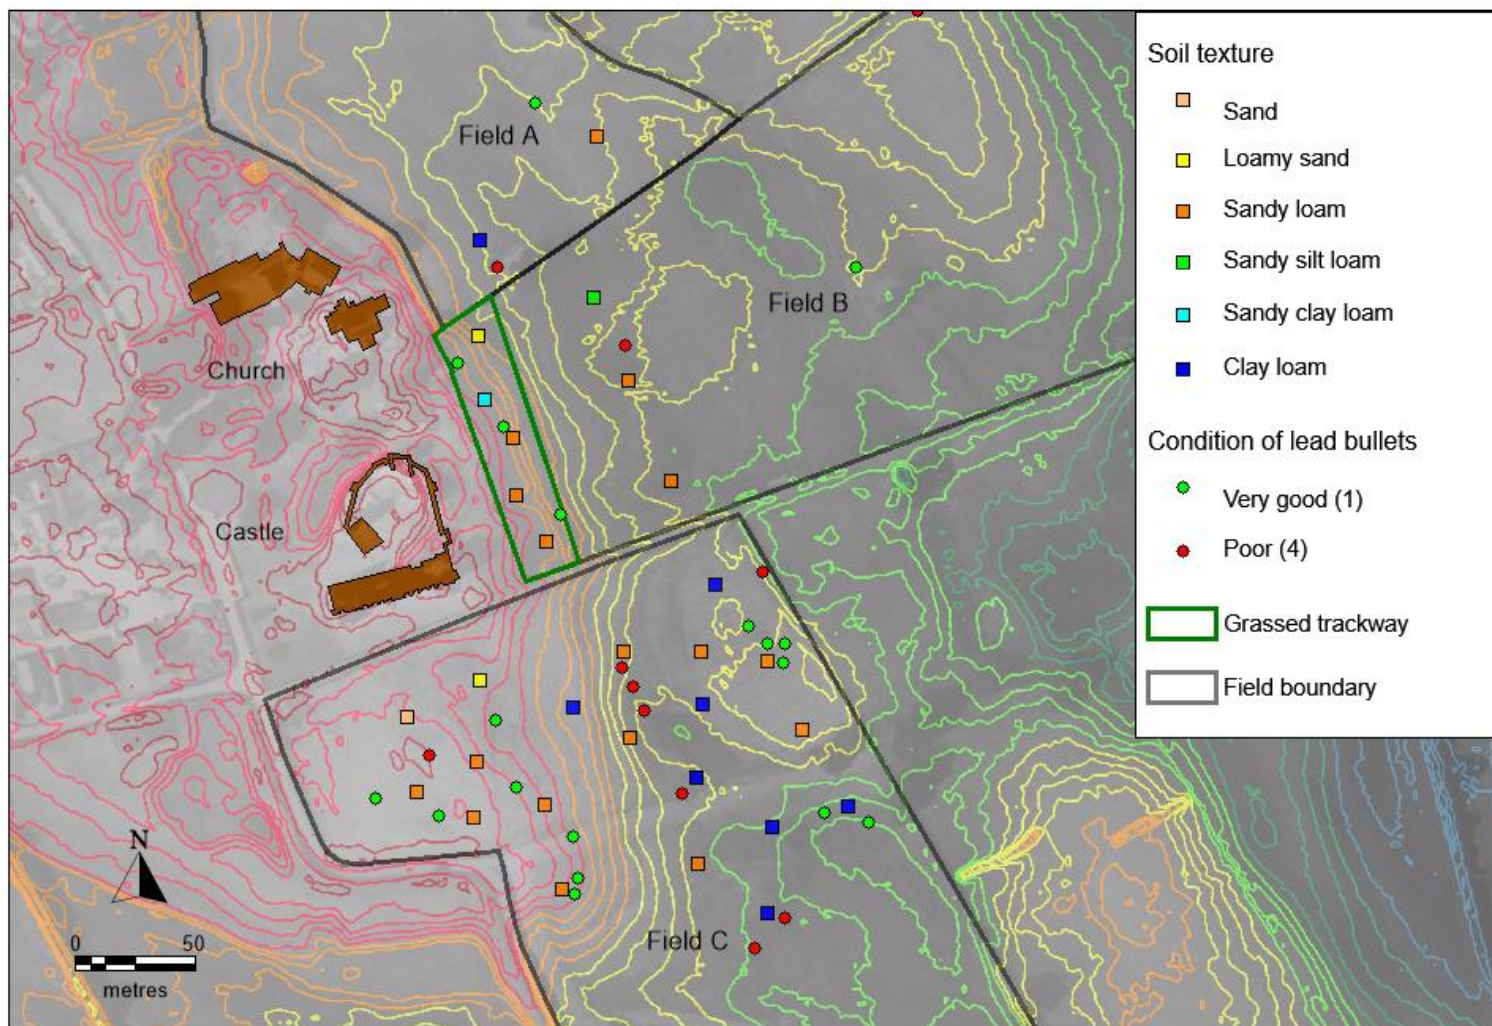 Field A
Field B
Church
Castle
Field C
N
0 50
metres
Soil texture
Sand
Loamy sand
Sandy loam
Sandy silt loam
Sandy clay loam
Clay loam
Condition of lead bullets
Very good (1)
Poor (4)
Grassed trackway
Field boundary